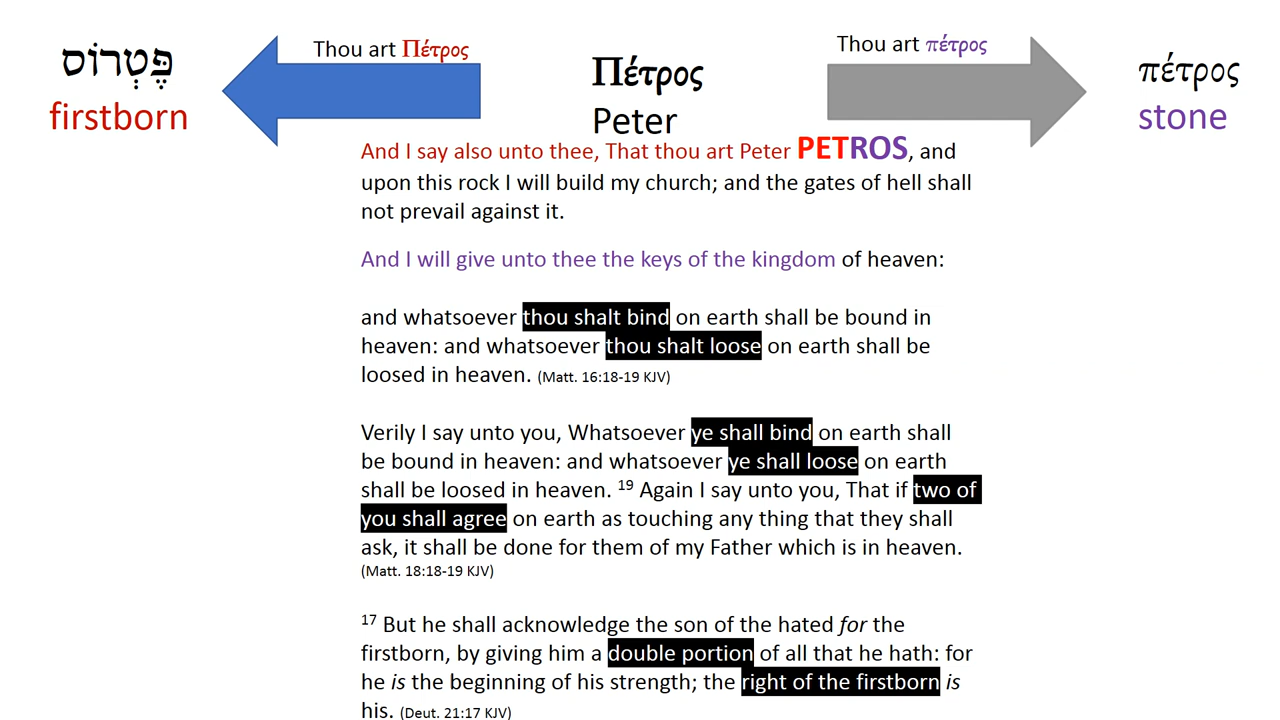 פֶּטְרוֹס
firstborn
Thou art Πέτρος
Πέτρος
Peter
Thou art πέτρος
πέτρος
stone
And I say also unto thee, That thou art Peter PETROS, and
upon this rock I will build my church; and the gates of hell shall
not prevail against it.
And I will give unto thee the keys of the kingdom of heaven:
and whatsoever thou shalt bind on earth shall be bound in
heaven: and whatsoever thou shalt loose on earth shall be
loosed in heaven. (Matt. 16:18-19 KJV)
Verily I say unto you, Whatsoever ye shall bind on earth shall
be bound in heaven: and whatsoever ye shall loose on earth
shall be loosed in heaven. 19 Again I say unto you, That if two of
you shall agree on earth as touching any thing that they shall
ask, it shall be done for them of my Father which is in heaven.
(Matt. 18:18-19 KJV)
17 But he shall acknowledge the son of the hated for the
firstborn, by giving him a double portion of all that he hath: for
he is the beginning of his strength; the right of the firstborn is
his. (Deut. 21:17 KJV)